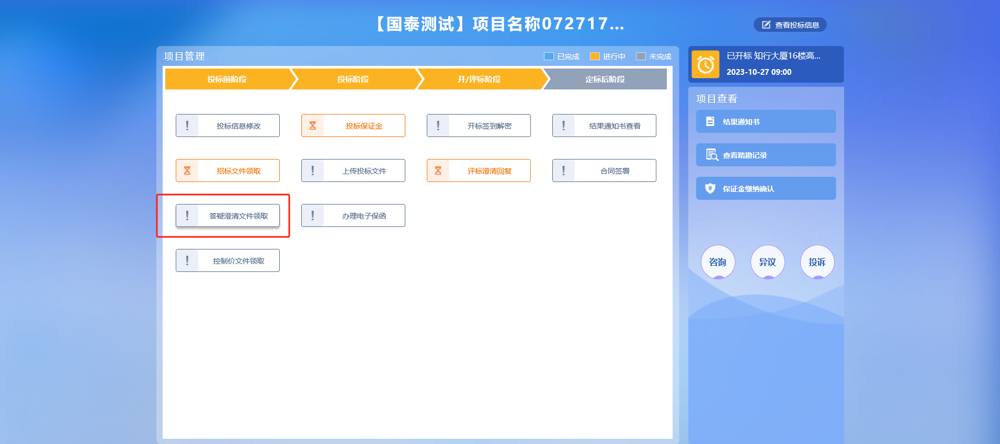 【国泰测试】项目名称072717...
查看投标信息
项目管理
已完成 进行中 未完成
投标前阶段 投标阶段 开/评标阶段 定标后阶段
投标信息修改 投标保证金 开标签到解密 结果通知书查看
招标文件领取 上传投标文件 评标澄清回复 合同签署
答疑澄清文件领取 办理电子保函
控制价文件领取
已开标 知行大厦16楼高...
2023-10-27 09:00
项目查看
结果通知书
查看踏勘记录
保证金缴纳确认
咨询 异议 投诉